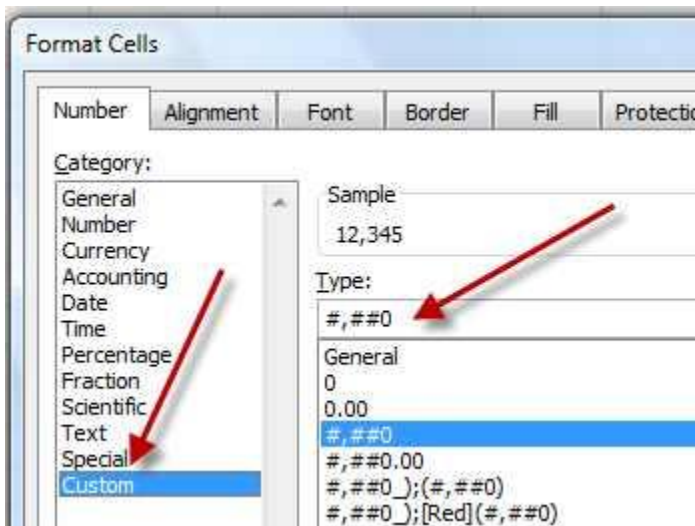 Format Cells
Number Alignment Font Border Fill
Category:
General
Number
Currency
Accounting
Date
Time
Percentage
Fraction
Scientific
Text
Special
Custom
Sample
12,345
Type:
#,##0
General
0
0.00
#,##0
#,##0.00
#,##0_);(#,##0)
#,##0_);[Red](#,##0)